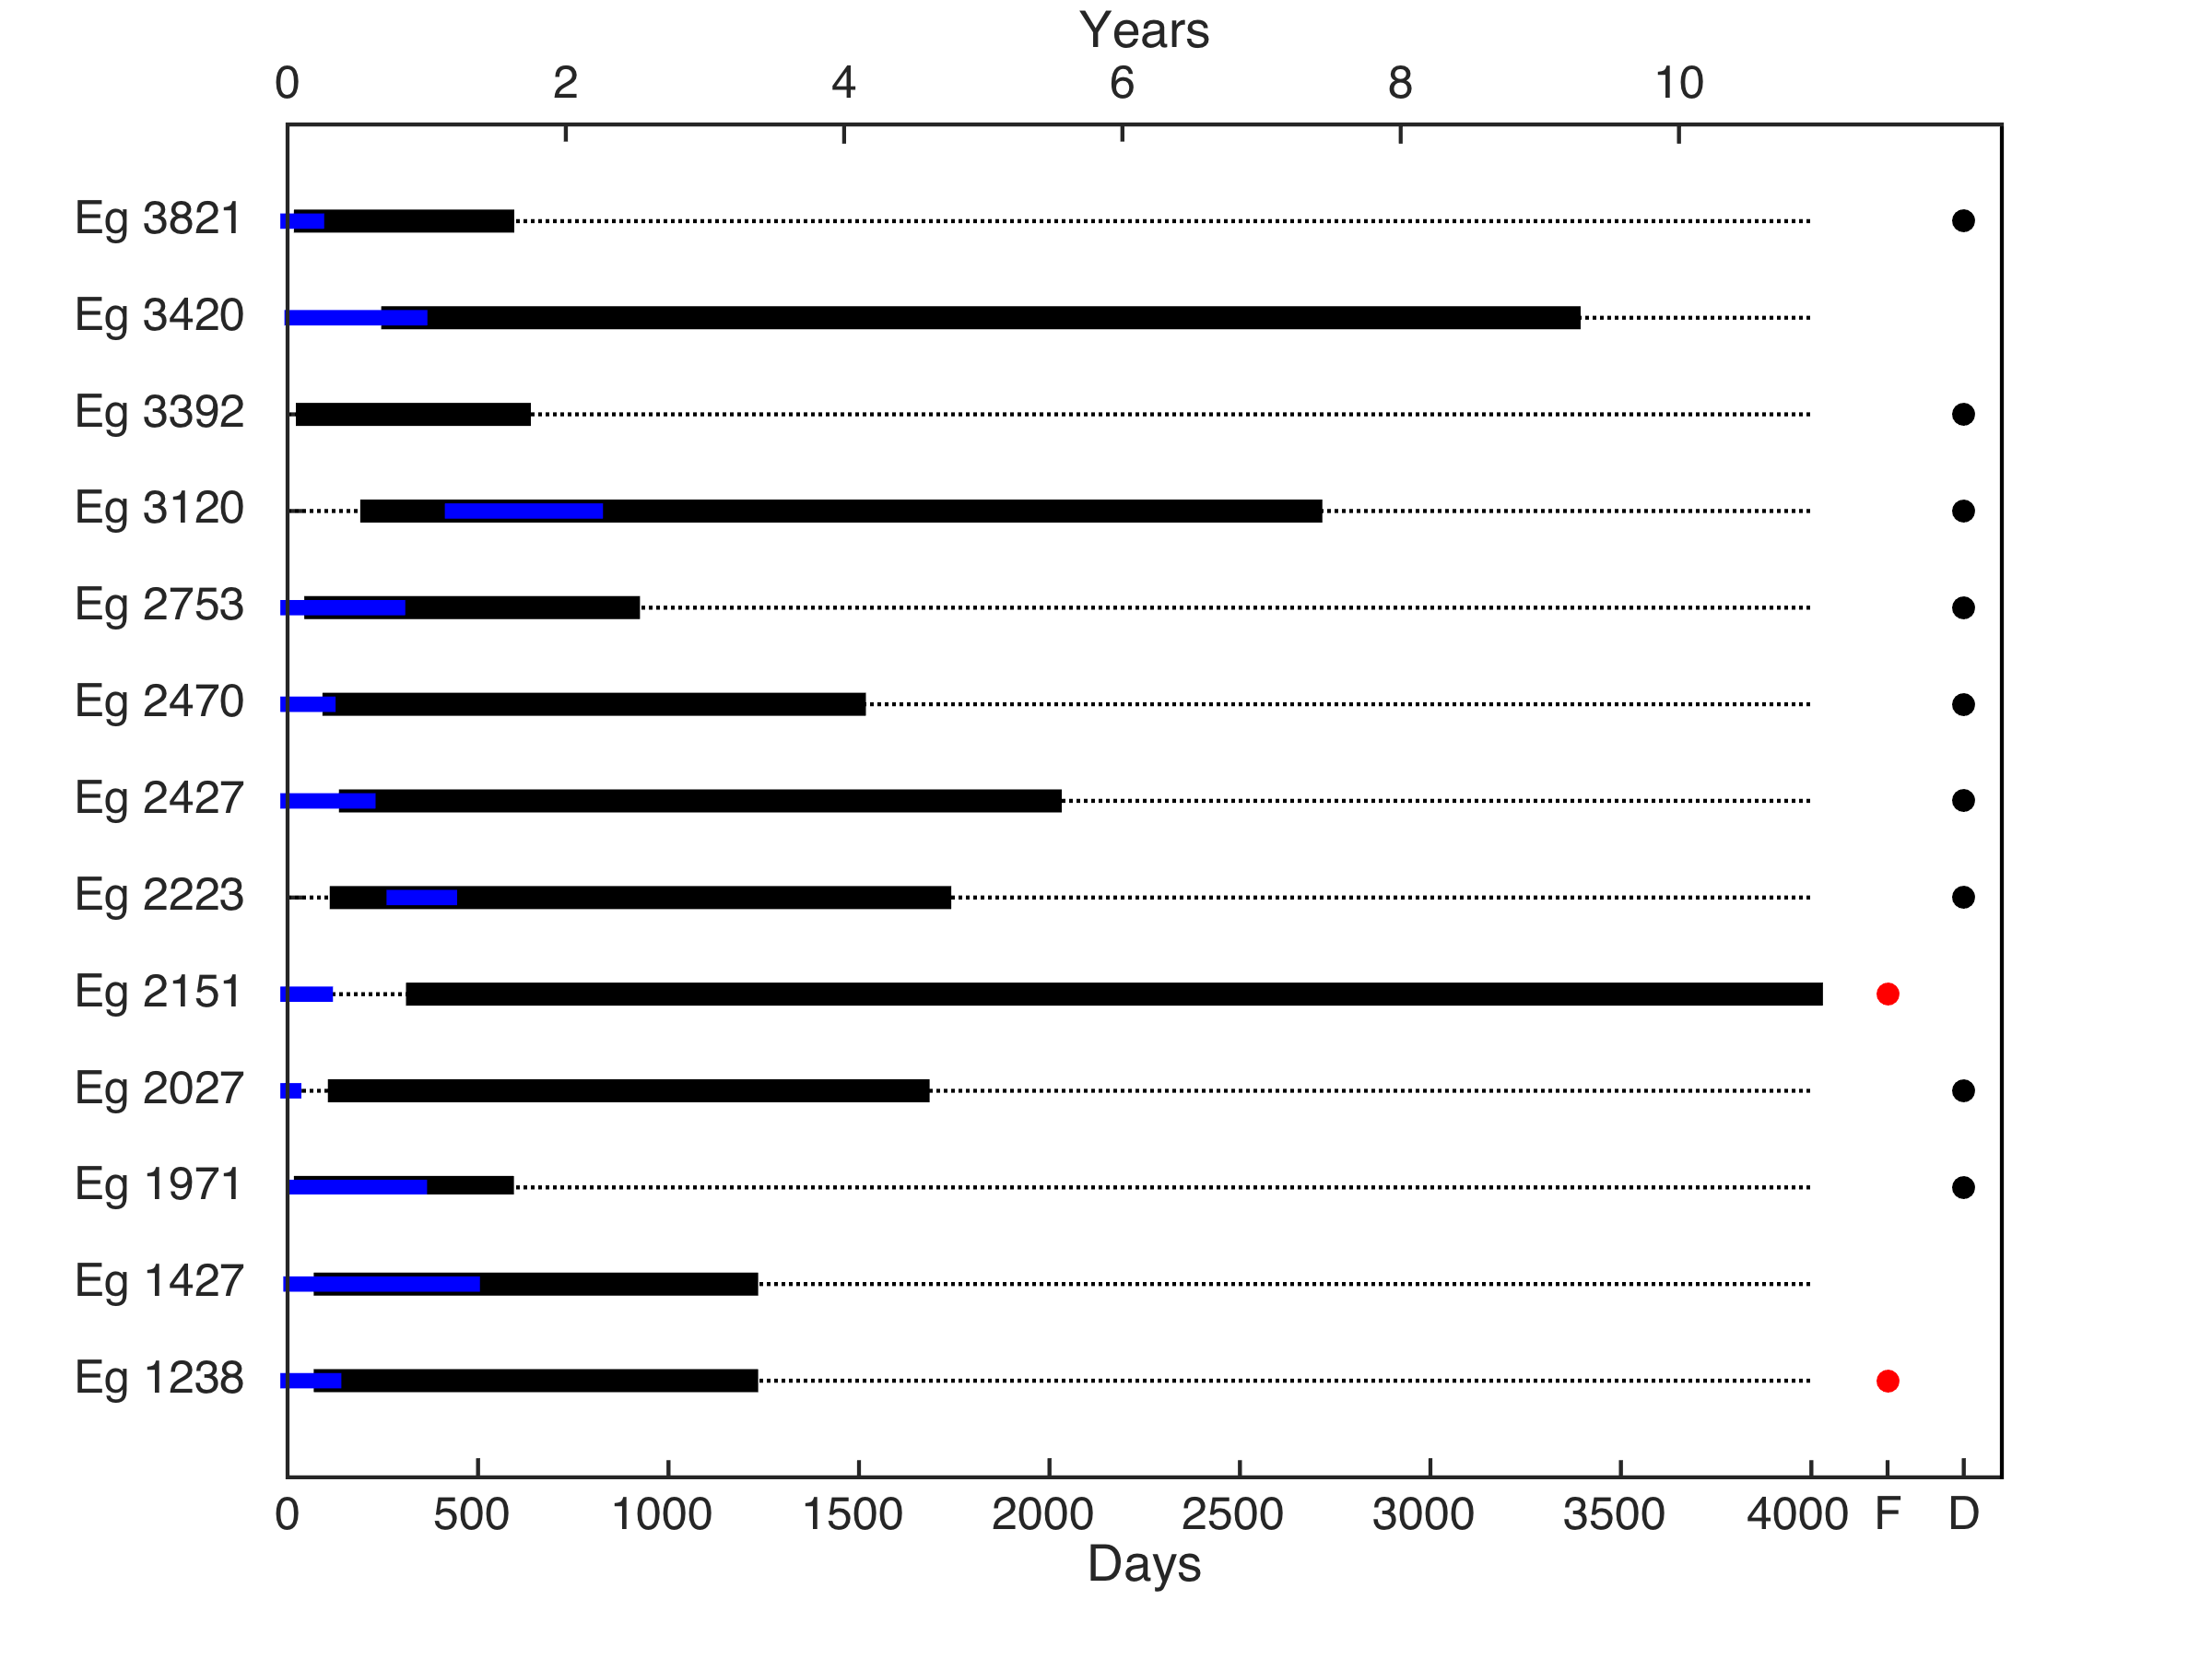 Years
0 2 4 6 8 10
Eg 3821
Eg 3420
Eg 3392
Eg 3120
Eg 2753
Eg 2470
Eg 2427
Eg 2223
Eg 2151
Eg 2027
Eg 1971
Eg 1427
Eg 1238
0 500 1000 1500 2000 2500 3000 3500 4000 F D
Days